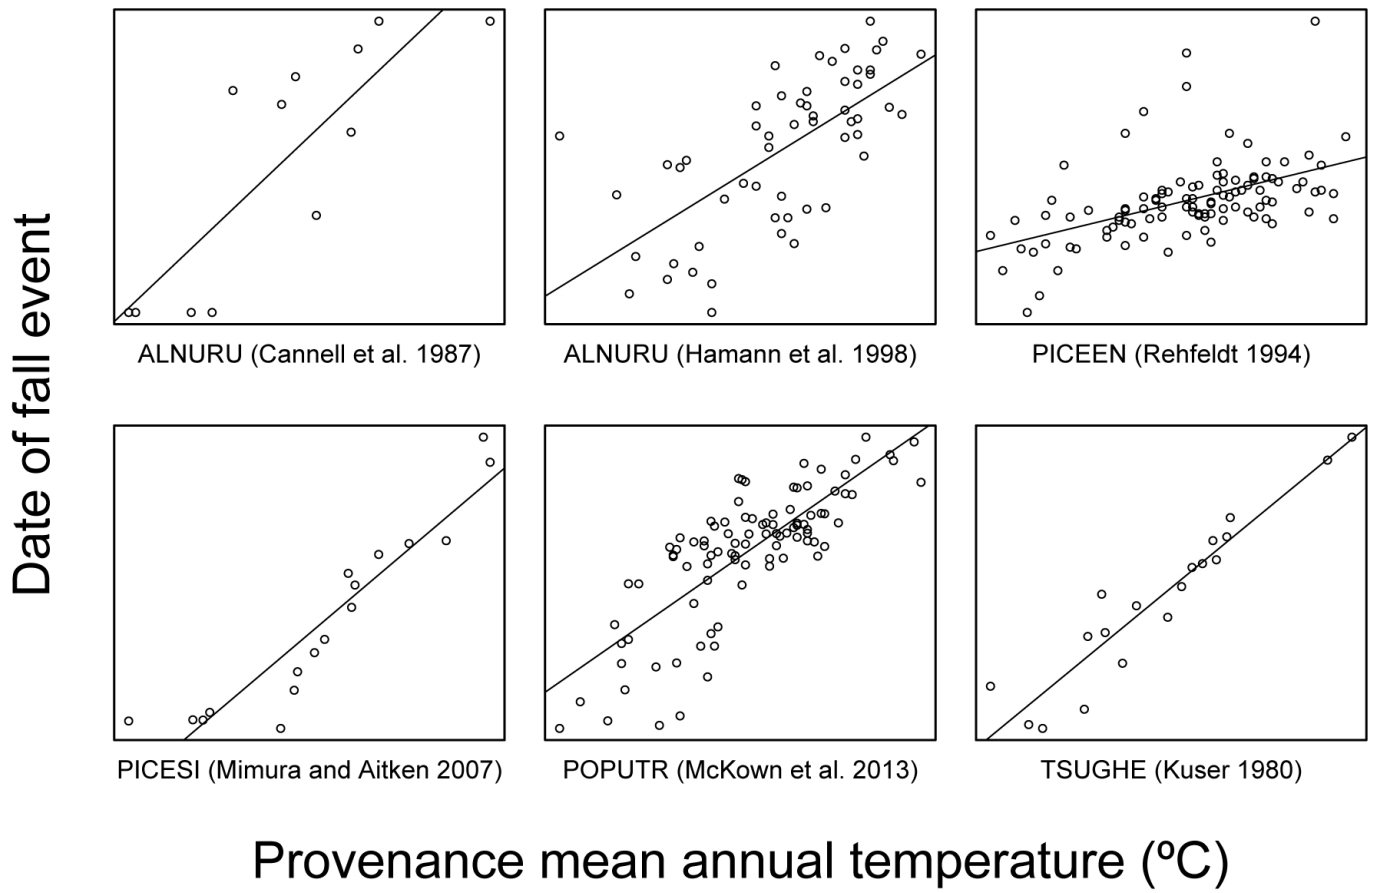 Date of fall event
ALNURU (Cannell et al. 1987)
ALNURU (Hamann et al. 1998)
PICEEN (Rehfeldt 1994)
PICESI (Mimura and Aitken 2007)
POPUTR (McKown et al. 2013)
TSUGHE (Kuser 1980)
Provenance mean annual temperature (ºC)